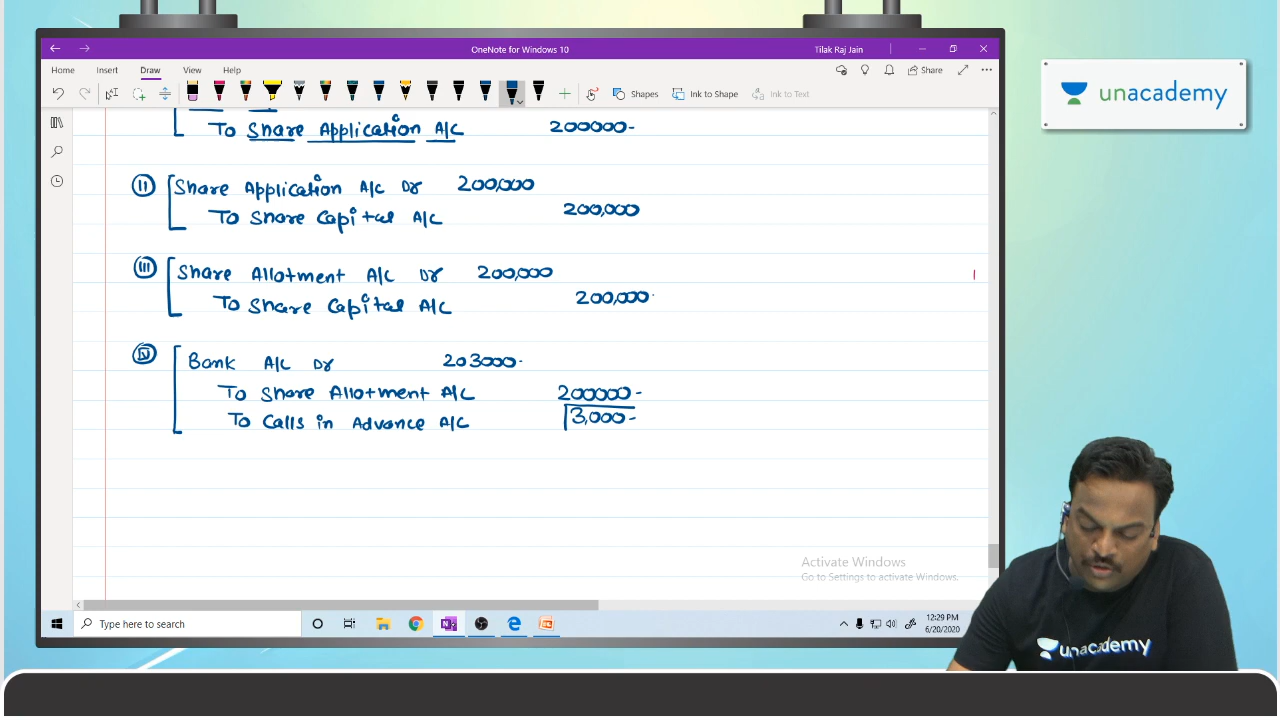 OneNote for Windows 10
Tilak Raj Jain
Home Insert Draw View Help
Share
Shapes Ink to Shape Ink to Text
unacademy
To Share Application A/C 200000-
II Share Application A/C Dr 200,000
To Share Capital A/C 200,000
III Share Allotment A/C Dr 200,000
To Share Capital A/C 200,000
IV Bank A/C Dr 203000-
To Share Allotment A/C 200000-
To Calls in Advance A/C 3,000-
Activate Windows
Go to Settings to activate Windows.
Type here to search
12:29 PM
6/20/2020
unacademy